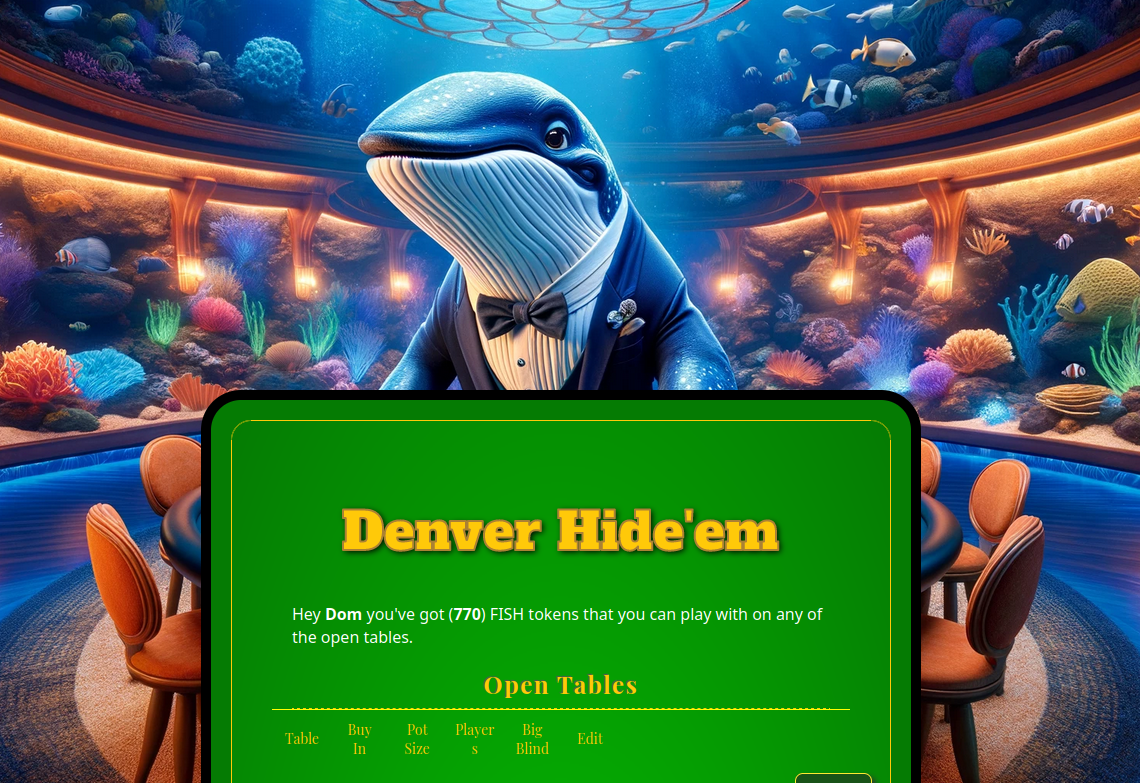 Denver Hide'em
Hey Dom you've got (770) FISH tokens that you can play with on any of
the open tables.
Open Tables
Table Buy In Pot Size Players Big Blind Edit